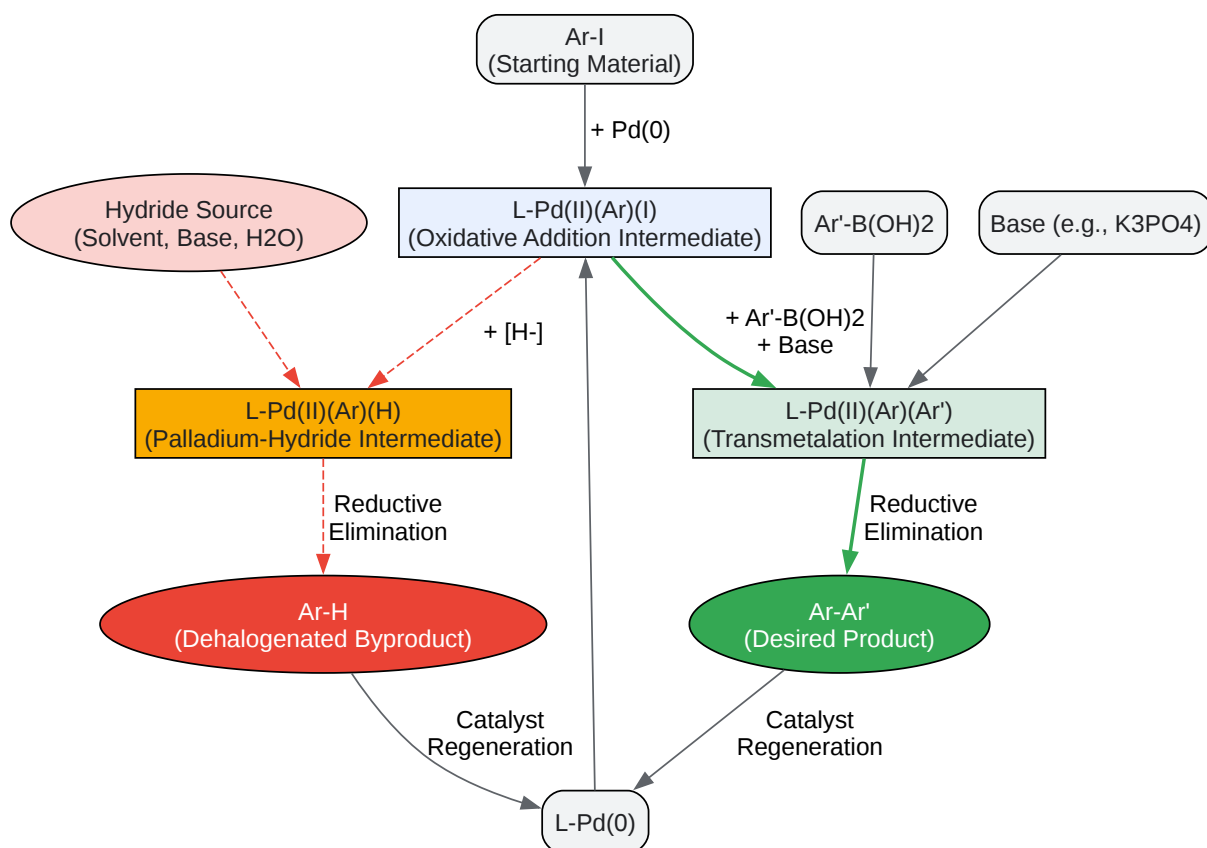 Ar-I
(Starting Material)
+ Pd(0)
Hydride Source
(Solvent, Base, H2O)
L-Pd(II)(Ar)(I)
(Oxidative Addition Intermediate)
Ar'-B(OH)2
Base (e.g., K3PO4)
+ [H-]
+ Ar'-B(OH)2
+ Base
L-Pd(II)(Ar)(H)
(Palladium-Hydride Intermediate)
L-Pd(II)(Ar)(Ar')
(Transmetalation Intermediate)
Reductive
Elimination
Reductive
Elimination
Ar-H
(Dehalogenated Byproduct)
Ar-Ar'
(Desired Product)
Catalyst
Regeneration
Catalyst
Regeneration
L-Pd(0)